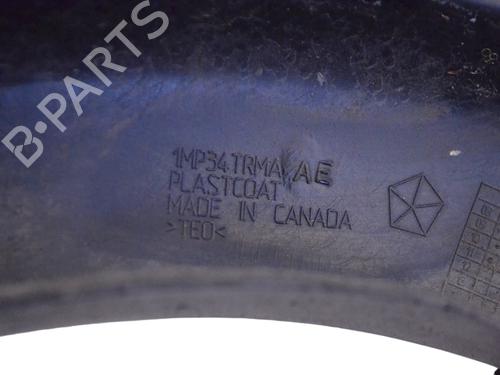 B-PARTS
1MP34TRMA AE
PLASTCOAT
MADE IN CANADA
>TEO<